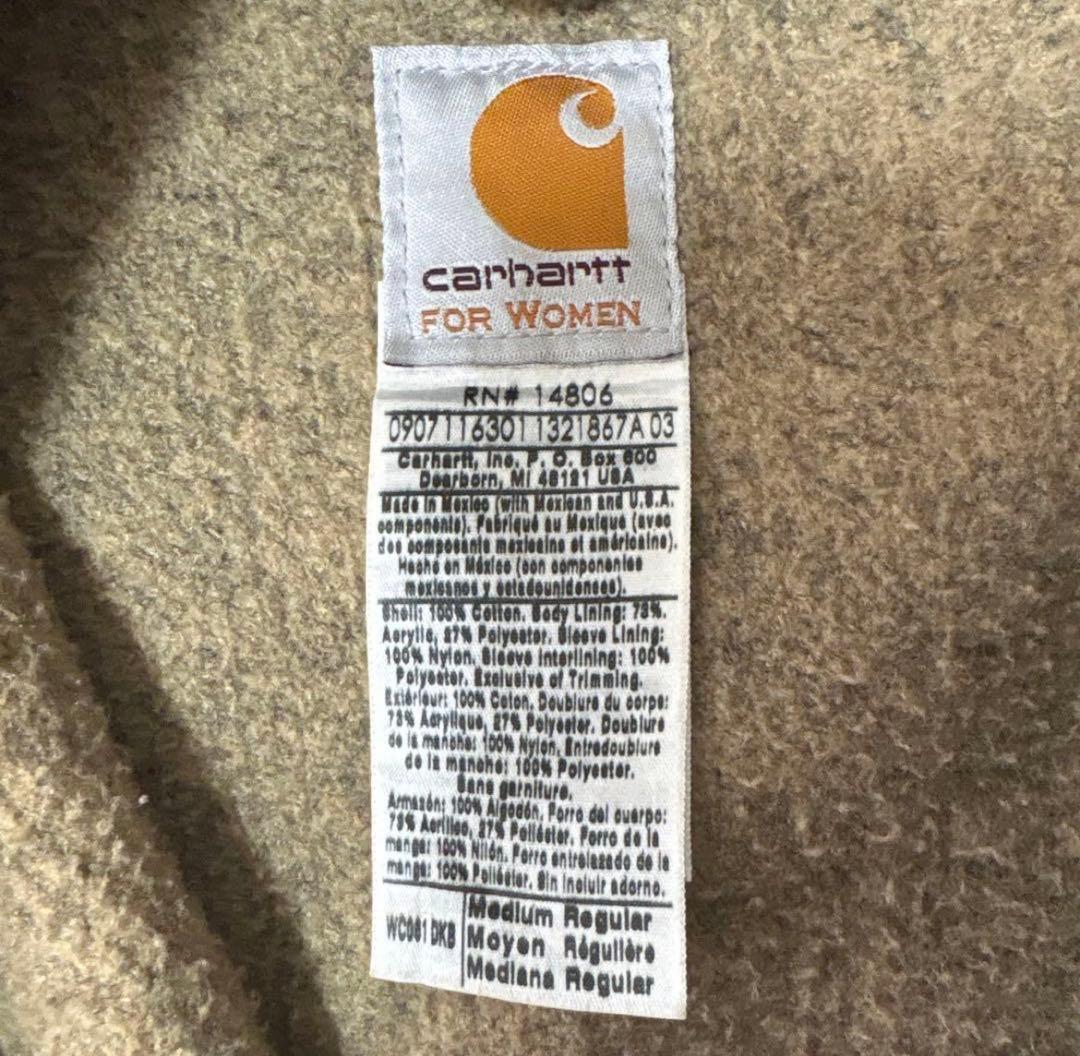 carhartt
FOR WOMEN
RN# 14806
0907116301 1321867A 03
Carhartt, Inc. P. O. Box 600
Dearborn, MI 48121 USA
Made in Mexico (with Mexican and U.S.A.
components). Fabriqué au Mexique (avec
des composants mexicains et américains).
Hecho en México (con componentes
mexicanos y estadounidenses).
Shell: 100% Cotton. Body Lining: 73%
Acrylic, 27% Polyester. Sleeve Lining:
100% Nylon. Sleeve Interlining: 100%
Polyester. Exclusive of Trimming.
Extérieur: 100% Coton. Doublure du corps:
73% Acrylique, 27% Polyester. Doublure
de la manche: 100% Nylon. Entredoublure
de la manche: 100% Polyester.
Sans garniture.
Armazón: 100% Algodón. Forro del cuerpo:
73% Acrílico, 27% Poliéster. Forro de la
manga: 100% Nilón. Forro entrelazado de la
manga: 100% Poliéster. Sin incluir adorno.
WC081 DKB
Medium Regular
Moyen Régulière
Mediana Regular